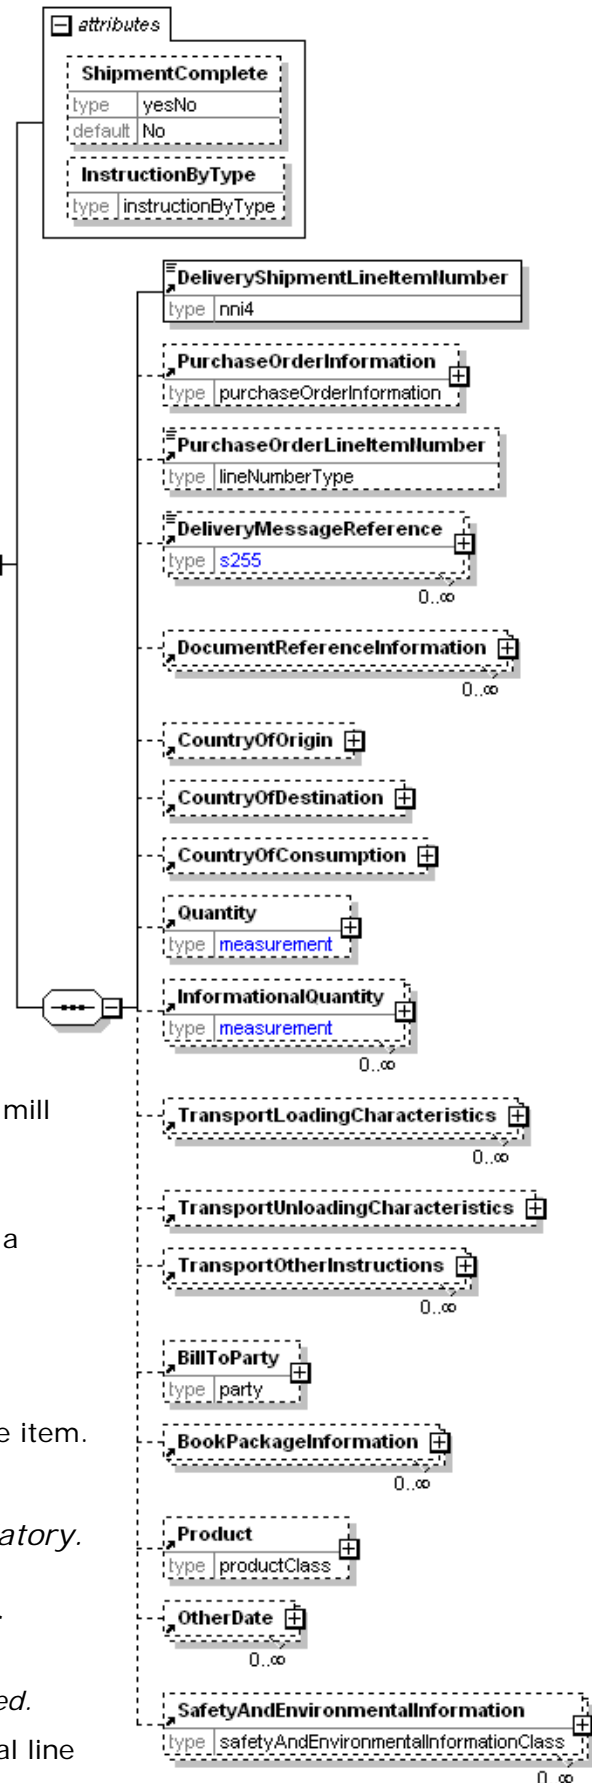 attributes
ShipmentComplete
type yesNo
default No
InstructionByType
type instructionByType
DeliveryShipmentLineItemNumber
type nni4
PurchaseOrderInformation
type purchaseOrderInformation
PurchaseOrderLineItemNumber
type lineNumberType
DeliveryMessageReference
type s255
0..∞
DocumentReferenceInformation
0..∞
CountryOfOrigin
CountryOfDestination
CountryOfConsumption
Quantity
type measurement
InformationalQuantity
type measurement
0..∞
mill
TransportLoadingCharacteristics
0..∞
TransportUnloadingCharacteristics
a
TransportOtherInstructions
0..∞
BillToParty
type party
e item.
BookPackageInformation
0..∞
atory.
Product
type productClass
.
OtherDate
0..∞
ed.
SafetyAndEnvironmentalInformation
al line
type safetyAndEnvironmentalInformationClass
0..∞